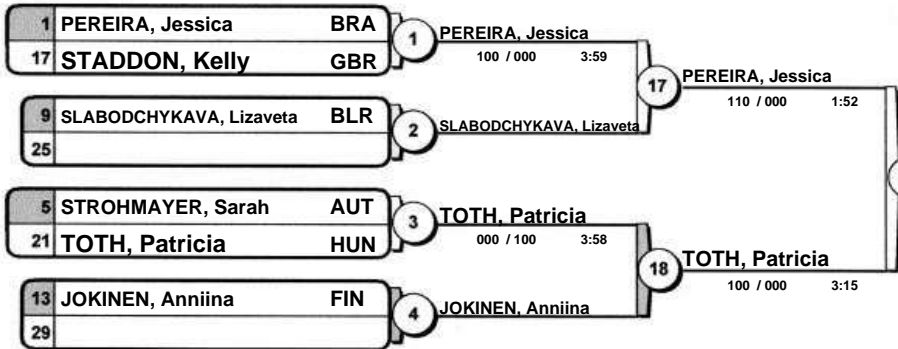 1 PEREIRA, Jessica BRA
17 STADDON, Kelly GBR
1
PEREIRA, Jessica
100 / 000 3:59
9 SLABODCHYKAVA, Lizaveta BLR
25
2
SLABODCHYKAVA, Lizaveta
17
PEREIRA, Jessica
110 / 000 1:52
5 STROHMAYER, Sarah AUT
21 TOTH, Patricia HUN
3
TOTH, Patricia
000 / 100 3:58
13 JOKINEN, Anniina FIN
29
4
JOKINEN, Anniina
18
TOTH, Patricia
100 / 000 3:15